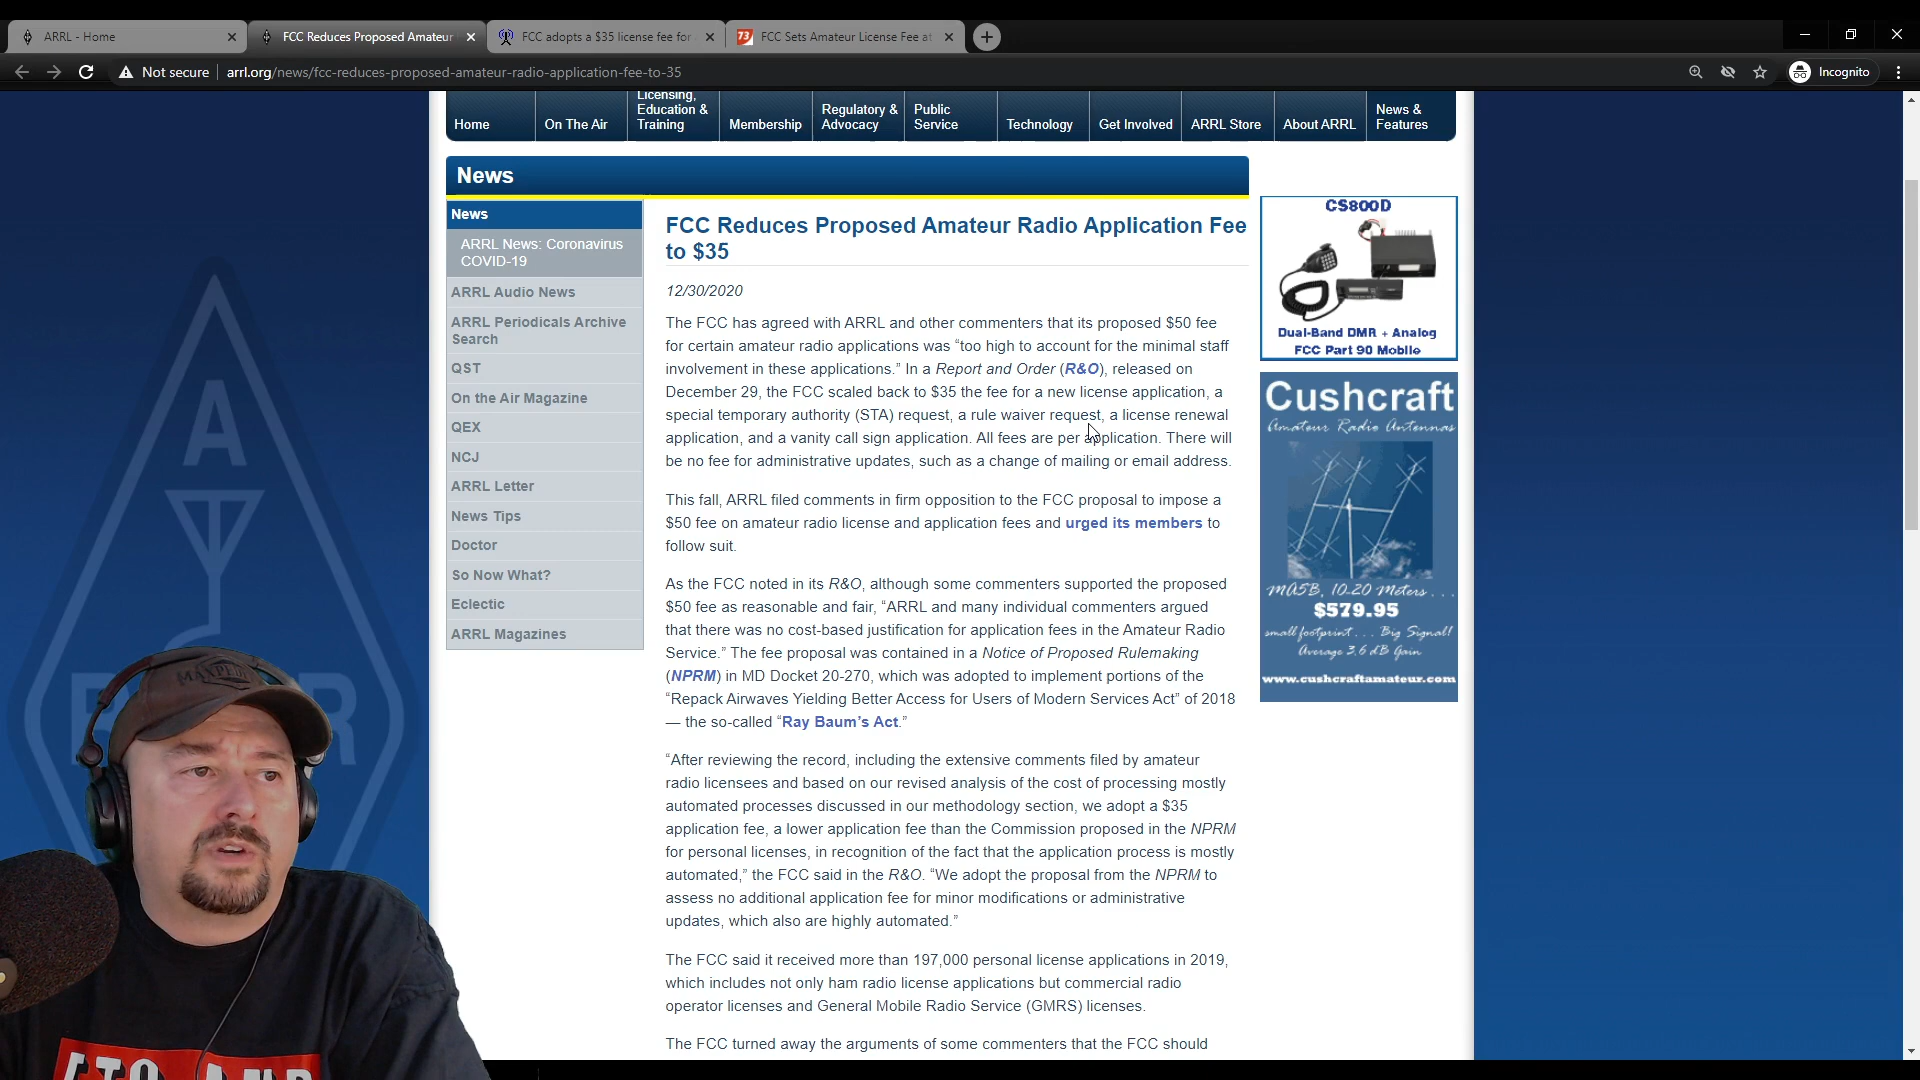 ARRL - Home
FCC Reduces Proposed Amateur
FCC adopts a $35 license fee for
73 FCC Sets Amateur License Fee at
Not secure arrl.org/news/fcc-reduces-proposed-amateur-radio-application-fee-to-35
Incognito
Home
On The Air
Licensing,
Education &
Training
Membership
Regulatory &
Advocacy
Public
Service
Technology
Get Involved
ARRL Store
About ARRL
News &
Features
News
News
ARRL News: Coronavirus
COVID-19
ARRL Audio News
ARRL Periodicals Archive
Search
QST
On the Air Magazine
QEX
NCJ
ARRL Letter
News Tips
Doctor
So Now What?
Eclectic
ARRL Magazines
FCC Reduces Proposed Amateur Radio Application Fee
to $35
12/30/2020
The FCC has agreed with ARRL and other commenters that its proposed $50 fee
for certain amateur radio applications was “too high to account for the minimal staff
involvement in these applications.” In a Report and Order (R&O), released on
December 29, the FCC scaled back to $35 the fee for a new license application, a
special temporary authority (STA) request, a rule waiver request, a license renewal
application, and a vanity call sign application. All fees are per application. There will
be no fee for administrative updates, such as a change of mailing or email address.
This fall, ARRL filed comments in firm opposition to the FCC proposal to impose a
$50 fee on amateur radio license and application fees and urged its members to
follow suit.
As the FCC noted in its R&O, although some commenters supported the proposed
$50 fee as reasonable and fair, “ARRL and many individual commenters argued
that there was no cost-based justification for application fees in the Amateur Radio
Service.” The fee proposal was contained in a Notice of Proposed Rulemaking
(NPRM) in MD Docket 20-270, which was adopted to implement portions of the
“Repack Airwaves Yielding Better Access for Users of Modern Services Act” of 2018
— the so-called “Ray Baum’s Act.”
“After reviewing the record, including the extensive comments filed by amateur
radio licensees and based on our revised analysis of the cost of processing mostly
automated processes discussed in our methodology section, we adopt a $35
application fee, a lower application fee than the Commission proposed in the NPRM
for personal licenses, in recognition of the fact that the application process is mostly
automated,” the FCC said in the R&O. “We adopt the proposal from the NPRM to
assess no additional application fee for minor modifications or administrative
updates, which also are highly automated.”
The FCC said it received more than 197,000 personal license applications in 2019,
which includes not only ham radio license applications but commercial radio
operator licenses and General Mobile Radio Service (GMRS) licenses.
The FCC turned away the arguments of some commenters that the FCC should
CS800D
Dual-Band DMR + Analog
FCC Part 90 Mobile
Cushcraft
Amateur Radio Antennas
MA5B, 10-20 Meters . . .
$579.95
small footprint . . . Big Signal!
Average 3.6 dB Gain
www.cushcraftamateur.com
A
R
R